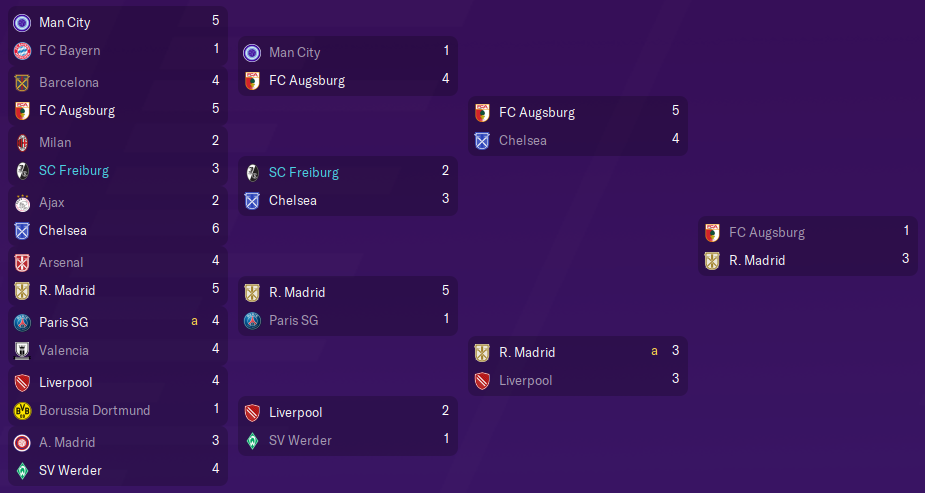 Man City 5
FC Bayern 1
Barcelona 4
FC Augsburg 5
Milan 2
SC Freiburg 3
Ajax 2
Chelsea 6
Arsenal 4
R. Madrid 5
Paris SG a 4
Valencia 4
Liverpool 4
Borussia Dortmund 1
A. Madrid 3
SV Werder 4
Man City 1
FC Augsburg 4
SC Freiburg 2
Chelsea 3
R. Madrid 5
Paris SG 1
Liverpool 2
SV Werder 1
FC Augsburg 5
Chelsea 4
R. Madrid a 3
Liverpool 3
FC Augsburg 1
R. Madrid 3